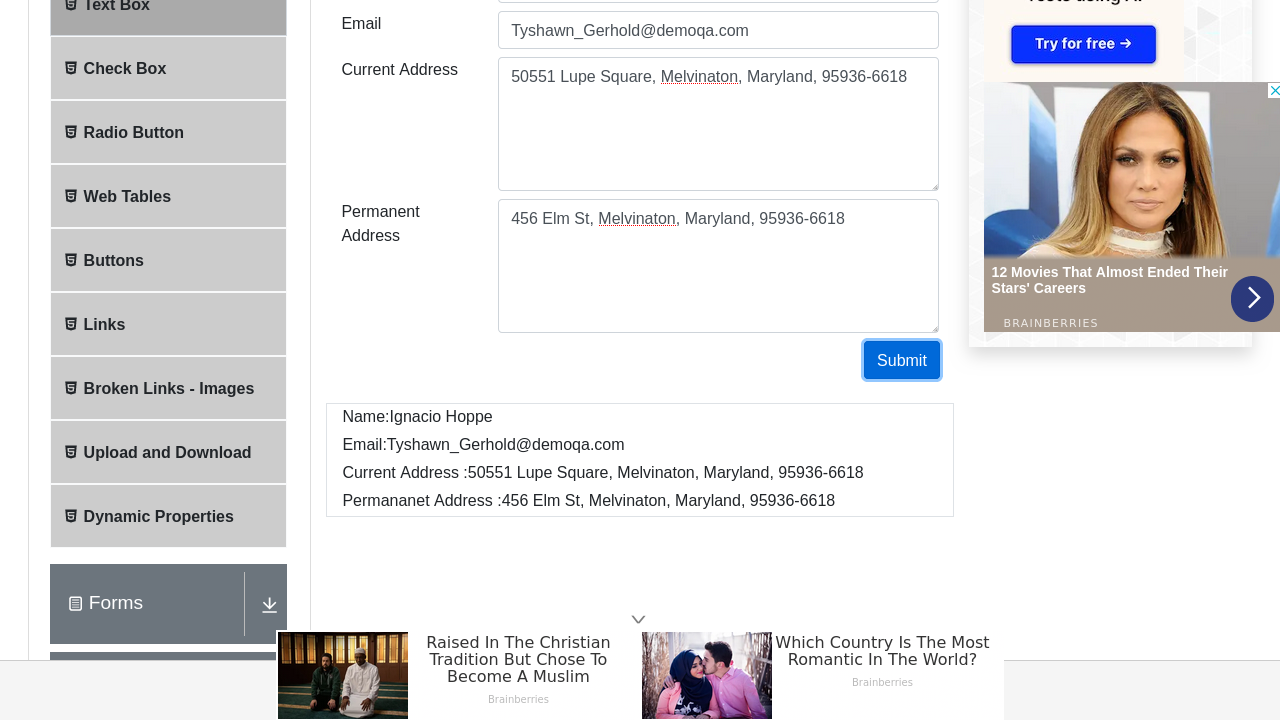 Text Box
Check Box
Radio Button
Web Tables
Buttons
Links
Broken Links - Images
Upload and Download
Dynamic Properties
Forms
Email
Tyshawn_Gerhold@demoqa.com
Current Address
50551 Lupe Square, Melvinaton, Maryland, 95936-6618
Permanent
Address
456 Elm St, Melvinaton, Maryland, 95936-6618
Submit
Name:Ignacio Hoppe
Email:Tyshawn_Gerhold@demoqa.com
Current Address :50551 Lupe Square, Melvinaton, Maryland, 95936-6618
Permananet Address :456 Elm St, Melvinaton, Maryland, 95936-6618
Try for free →
12 Movies That Almost Ended Their
Stars' Careers
BRAINBERRIES
Raised In The Christian
Tradition But Chose To
Become A Muslim
Brainberries
Which Country Is The Most
Romantic In The World?
Brainberries